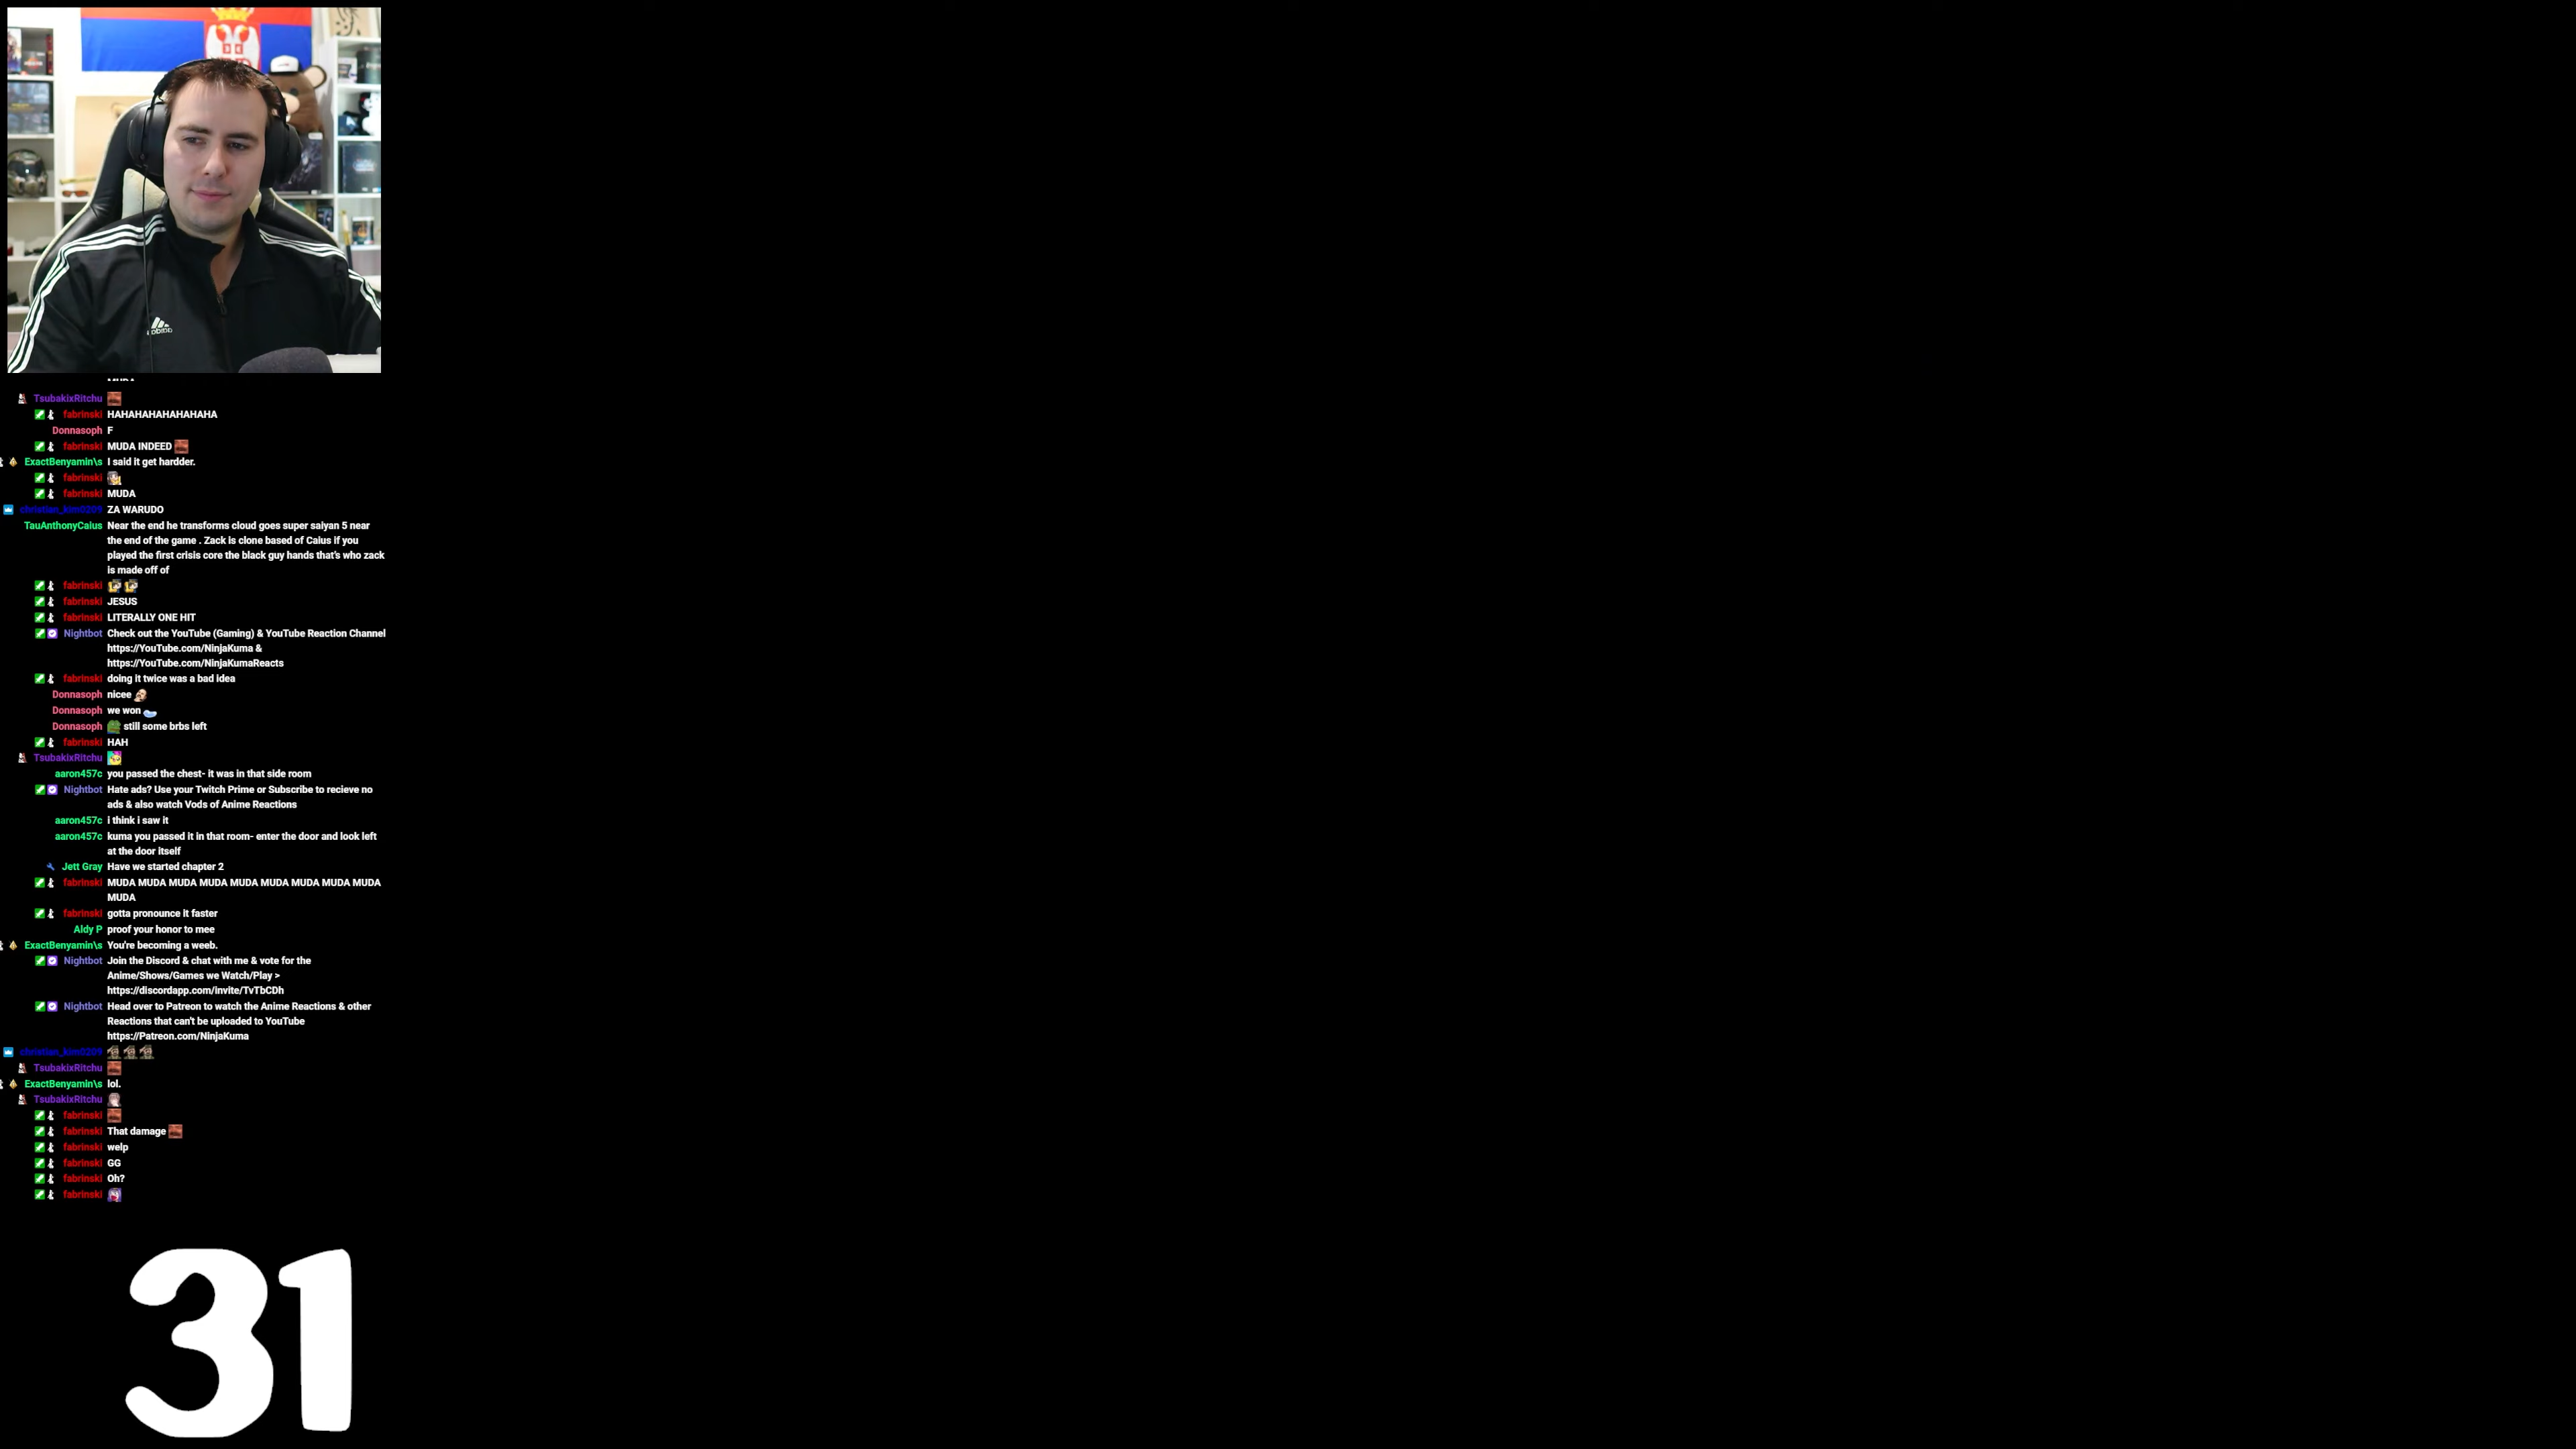 adidas
MUDA
TsubakixRitchu
fabrinski HAHAHAHAHAHAHAHA
Donnasoph F
fabrinski MUDA INDEED
ExactBenyamin\s I said it get hardder.
fabrinski
fabrinski MUDA
christian_kim0209 ZA WARUDO
TauAnthonyCaius Near the end he transforms cloud goes super saiyan 5 near
the end of the game . Zack is clone based of Caius if you
played the first crisis core the black guy hands that's who zack
is made off of
fabrinski
fabrinski JESUS
fabrinski LITERALLY ONE HIT
Nightbot Check out the YouTube (Gaming) & YouTube Reaction Channel
https://YouTube.com/NinjaKuma &
https://YouTube.com/NinjaKumaReacts
fabrinski doing it twice was a bad idea
Donnasoph nicee
Donnasoph we won
Donnasoph still some brbs left
fabrinski HAH
TsubakixRitchu
aaron457c you passed the chest- it was in that side room
Nightbot Hate ads? Use your Twitch Prime or Subscribe to recieve no
ads & also watch Vods of Anime Reactions
aaron457c i think i saw it
aaron457c kuma you passed it in that room- enter the door and look left
at the door itself
Jett Gray Have we started chapter 2
fabrinski MUDA MUDA MUDA MUDA MUDA MUDA MUDA MUDA MUDA
MUDA
fabrinski gotta pronounce it faster
Aldy P proof your honor to mee
ExactBenyamin\s You're becoming a weeb.
Nightbot Join the Discord & chat with me & vote for the
Anime/Shows/Games we Watch/Play >
https://discordapp.com/invite/TvTbCDh
Nightbot Head over to Patreon to watch the Anime Reactions & other
Reactions that can't be uploaded to YouTube
https://Patreon.com/NinjaKuma
christian_kim0209
TsubakixRitchu
ExactBenyamin\s lol.
TsubakixRitchu
fabrinski
fabrinski That damage
fabrinski welp
fabrinski GG
fabrinski Oh?
fabrinski
31